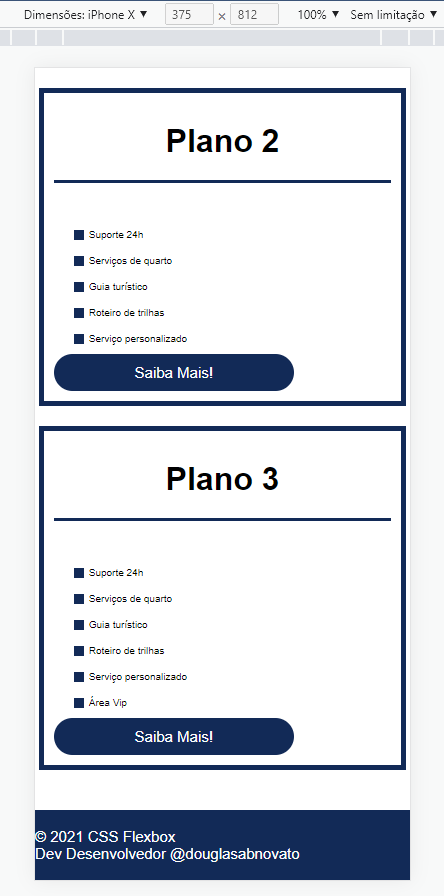 Dimensões: iPhone X ▼ 375 × 812 100% ▼ Sem limitação ▼
Plano 2
Suporte 24h
Serviços de quarto
Guia turístico
Roteiro de trilhas
Serviço personalizado
Saiba Mais!
Plano 3
Suporte 24h
Serviços de quarto
Guia turístico
Roteiro de trilhas
Serviço personalizado
Área Vip
Saiba Mais!
© 2021 CSS Flexbox
Dev Desenvolvedor @douglasabnovato